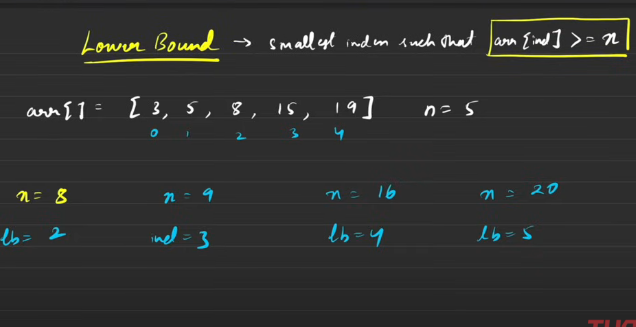 Lower Bound → smallest index such that arr[ind] >= x
arr[] = [3, 5, 8, 15, 19] n = 5
0 1 2 3 4
x = 8 x = 9 x = 16 x = 20
lb = 2 ind = 3 lb = 4 lb = 5